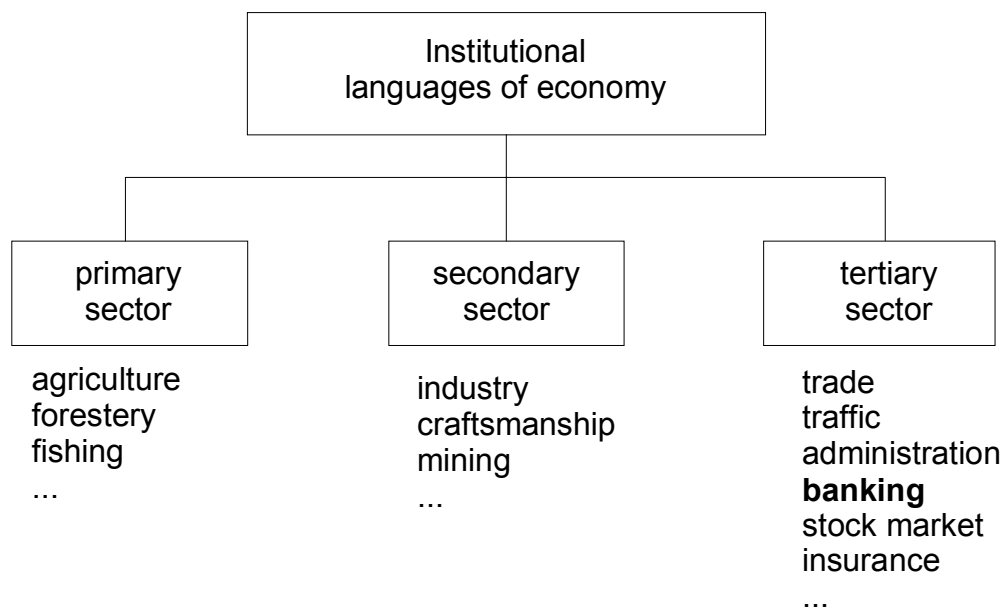 Institutional
languages of economy
primary
sector
secondary
sector
tertiary
sector
agriculture
forestery
fishing
...
industry
craftsmanship
mining
...
trade
traffic
administration
banking
stock market
insurance
...